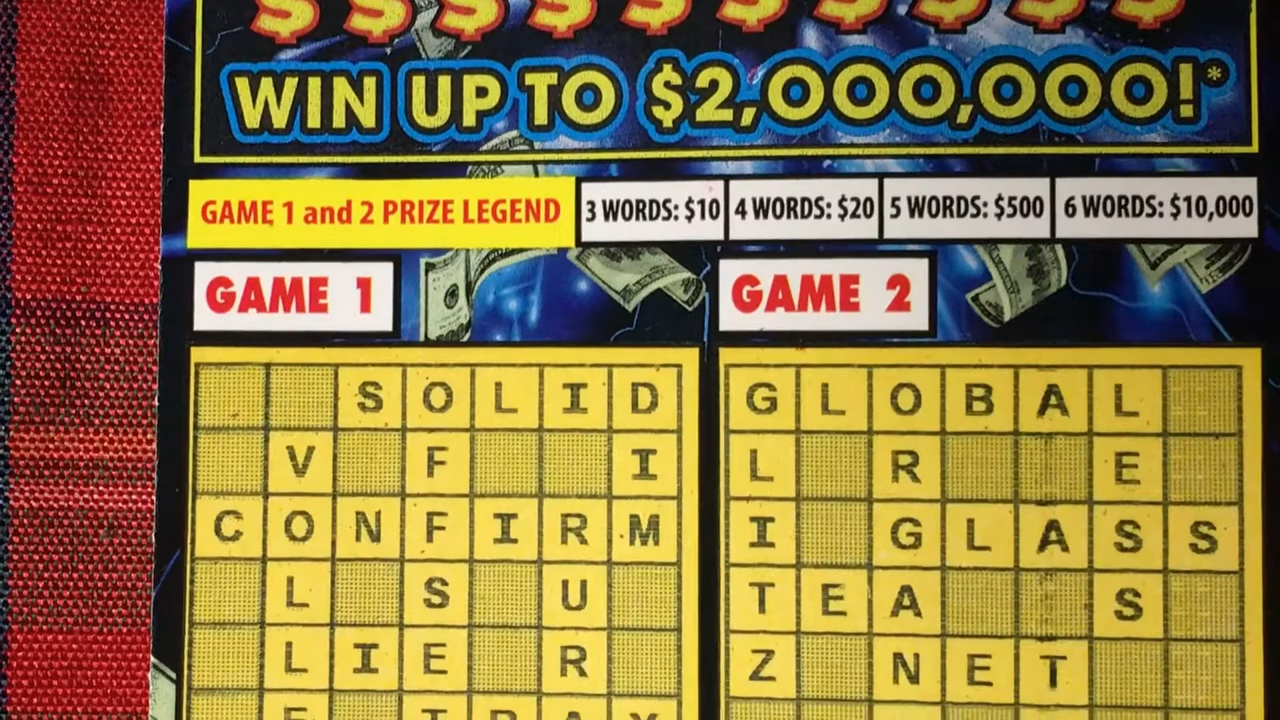 $ $ $ $ $ $ $ $ $ $
WIN UP TO $2,000,000!*
GAME 1 and 2 PRIZE LEGEND 3 WORDS: $10 4 WORDS: $20 5 WORDS: $500 6 WORDS: $10,000
GAME 1 GAME 2
S O L I D G L O B A L
V F I L R E
C O N F I R M I G L A S S
L S U T E A S
L I E R Z N E T